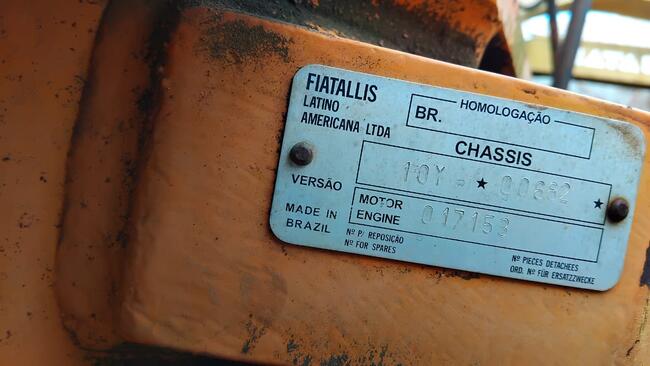 FIATALLIS
LATINO
AMERICANA LTDA
HOMOLOGAÇÃO
BR.
CHASSIS
VERSÃO
10Y - ★ 00652 ★
MADE IN
BRAZIL
MOTOR
ENGINE
017153
Nº P/ REPOSIÇÃO
Nº FOR SPARES
Nº PIECES DETACHEES
ORD. Nº FÜR ERSATZZWECKE